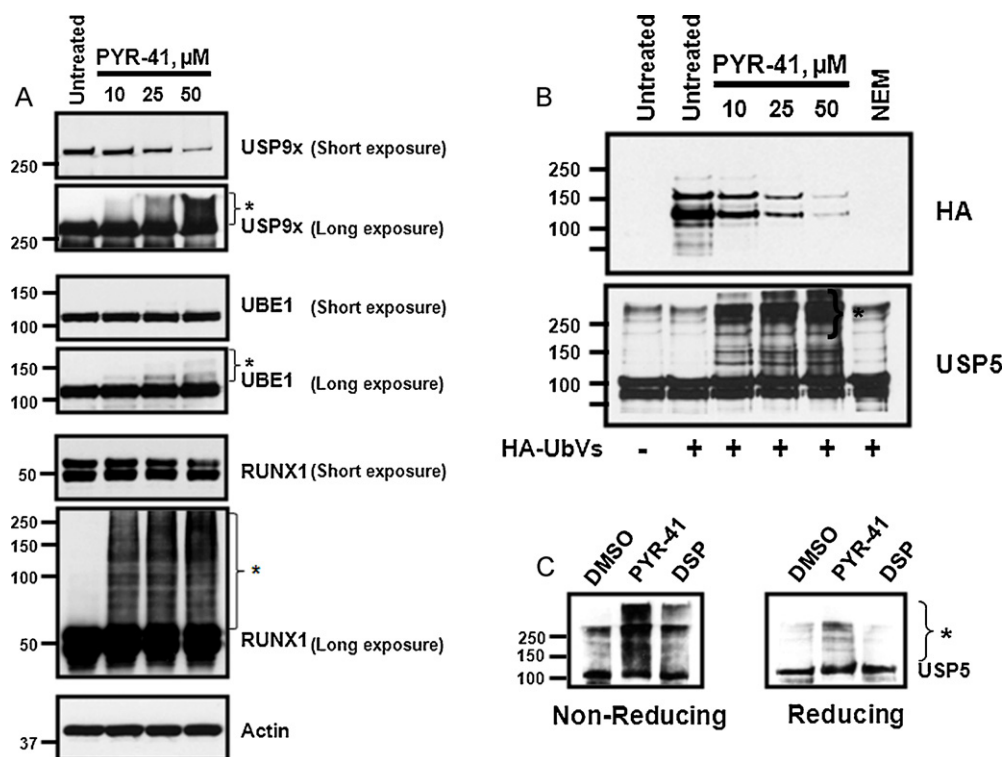 A
Untreated
PYR-41, µM
10 25 50
250
USP9x (Short exposure)
*
250
USP9x (Long exposure)
150
100
UBE1 (Short exposure)
*
150
100
UBE1 (Long exposure)
50
RUNX1 (Short exposure)
250
150
100
50
*
RUNX1 (Long exposure)
37
Actin
B
Untreated
Untreated
PYR-41, µM
10 25 50
NEM
250
150
100
HA
250
150
100
*
USP5
HA-UbVs - + + + + +
C
DMSO
PYR-41
DSP
250
150
100
Non-Reducing
DMSO
PYR-41
DSP
*
USP5
Reducing